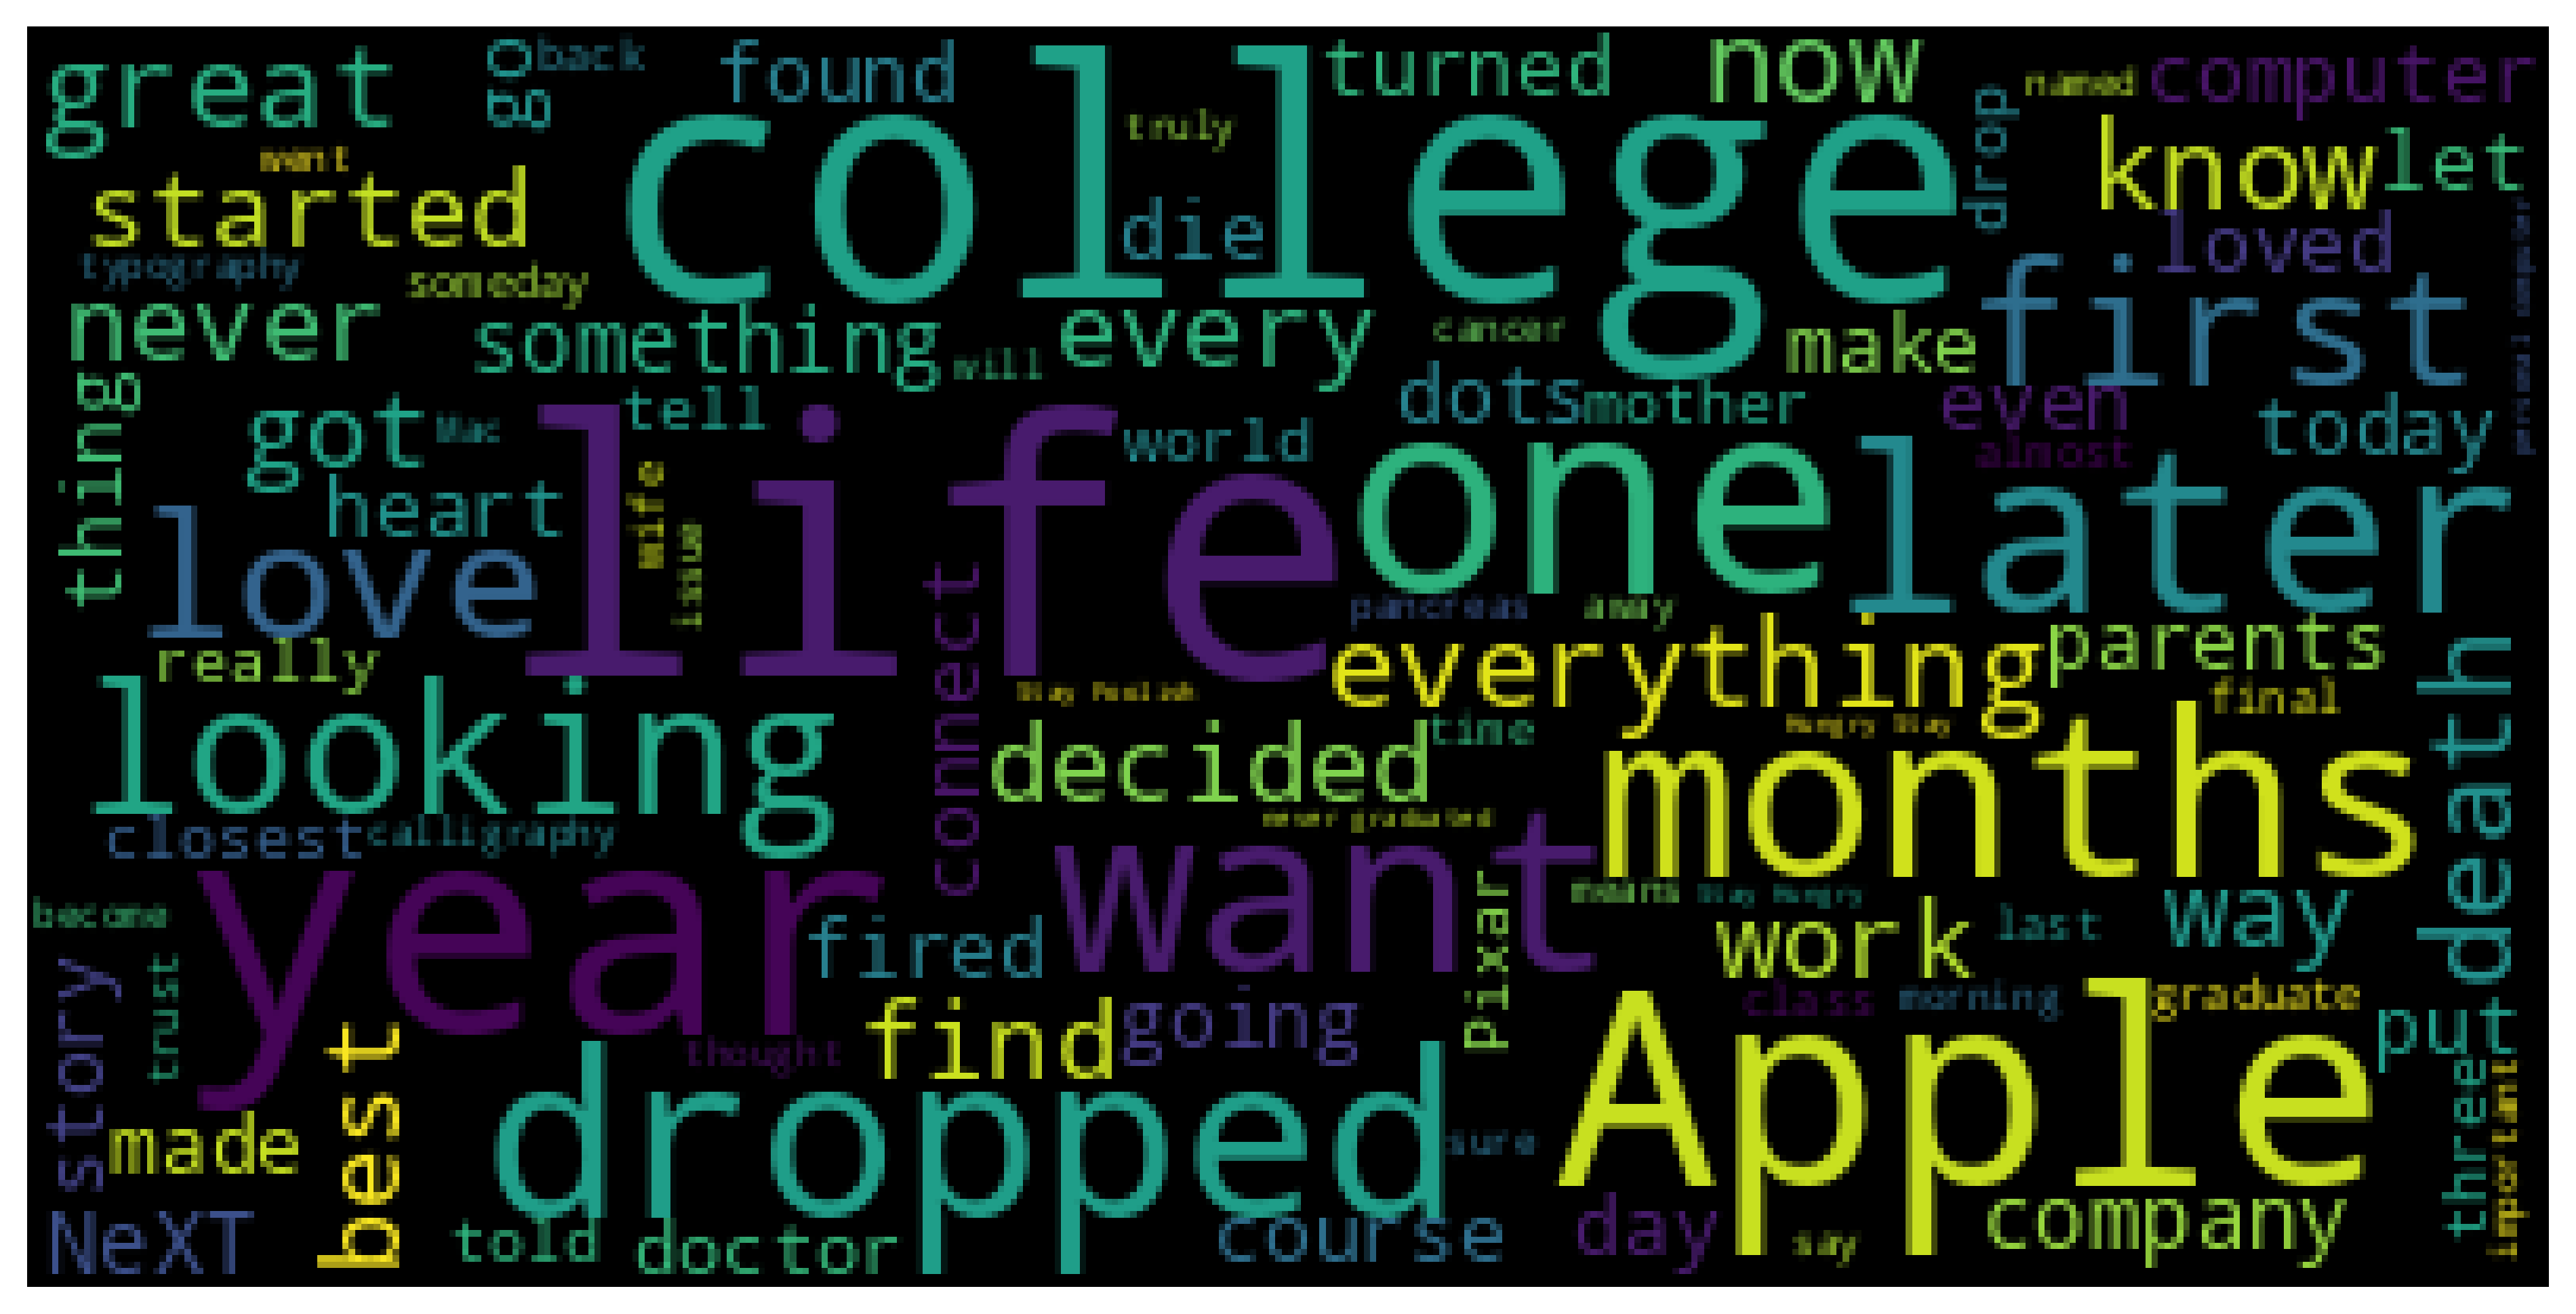 great
go
back
found
college
turned
now
named
computer
truly
drop
want
started
know
let
die
loved
typography
someday
first
personal computer
never
something
every
cancer
make
will
thing
got
Mac
tell
dots
mother
even
today
life
world
one
almost
later
heart
wife
issue
love
connect
pancreas
away
really
everything
parents
death
looking
Stay Foolish
final
decided
time
Hungry Stay
months
closest
calligraphy
never graduated
want
year
become
fired
pixar
means
Stay Hungry
work
last
way
story
trust
find
going
class
morning
graduate
put
best
thought
Apple
three
important
made
dropped
sure
NeXT
told
doctor
course
day
say
company